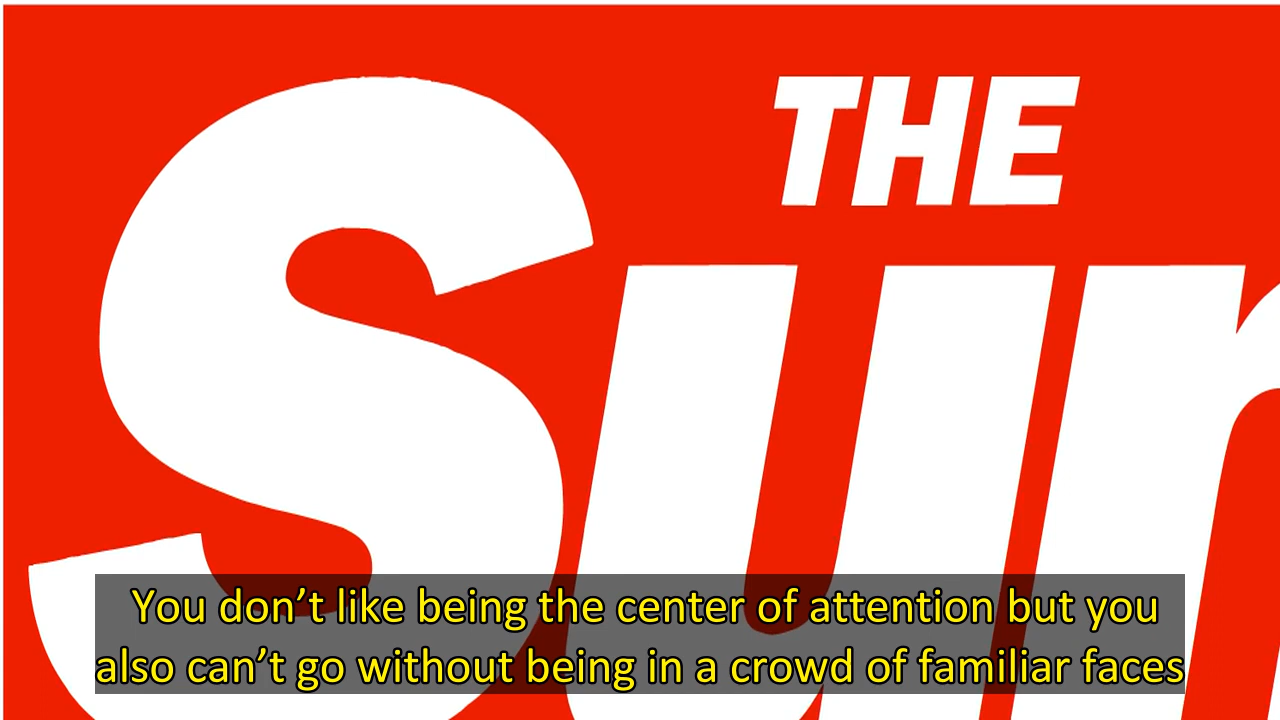 THE
Sun
You don’t like being the center of attention but you
also can’t go without being in a crowd of familiar faces